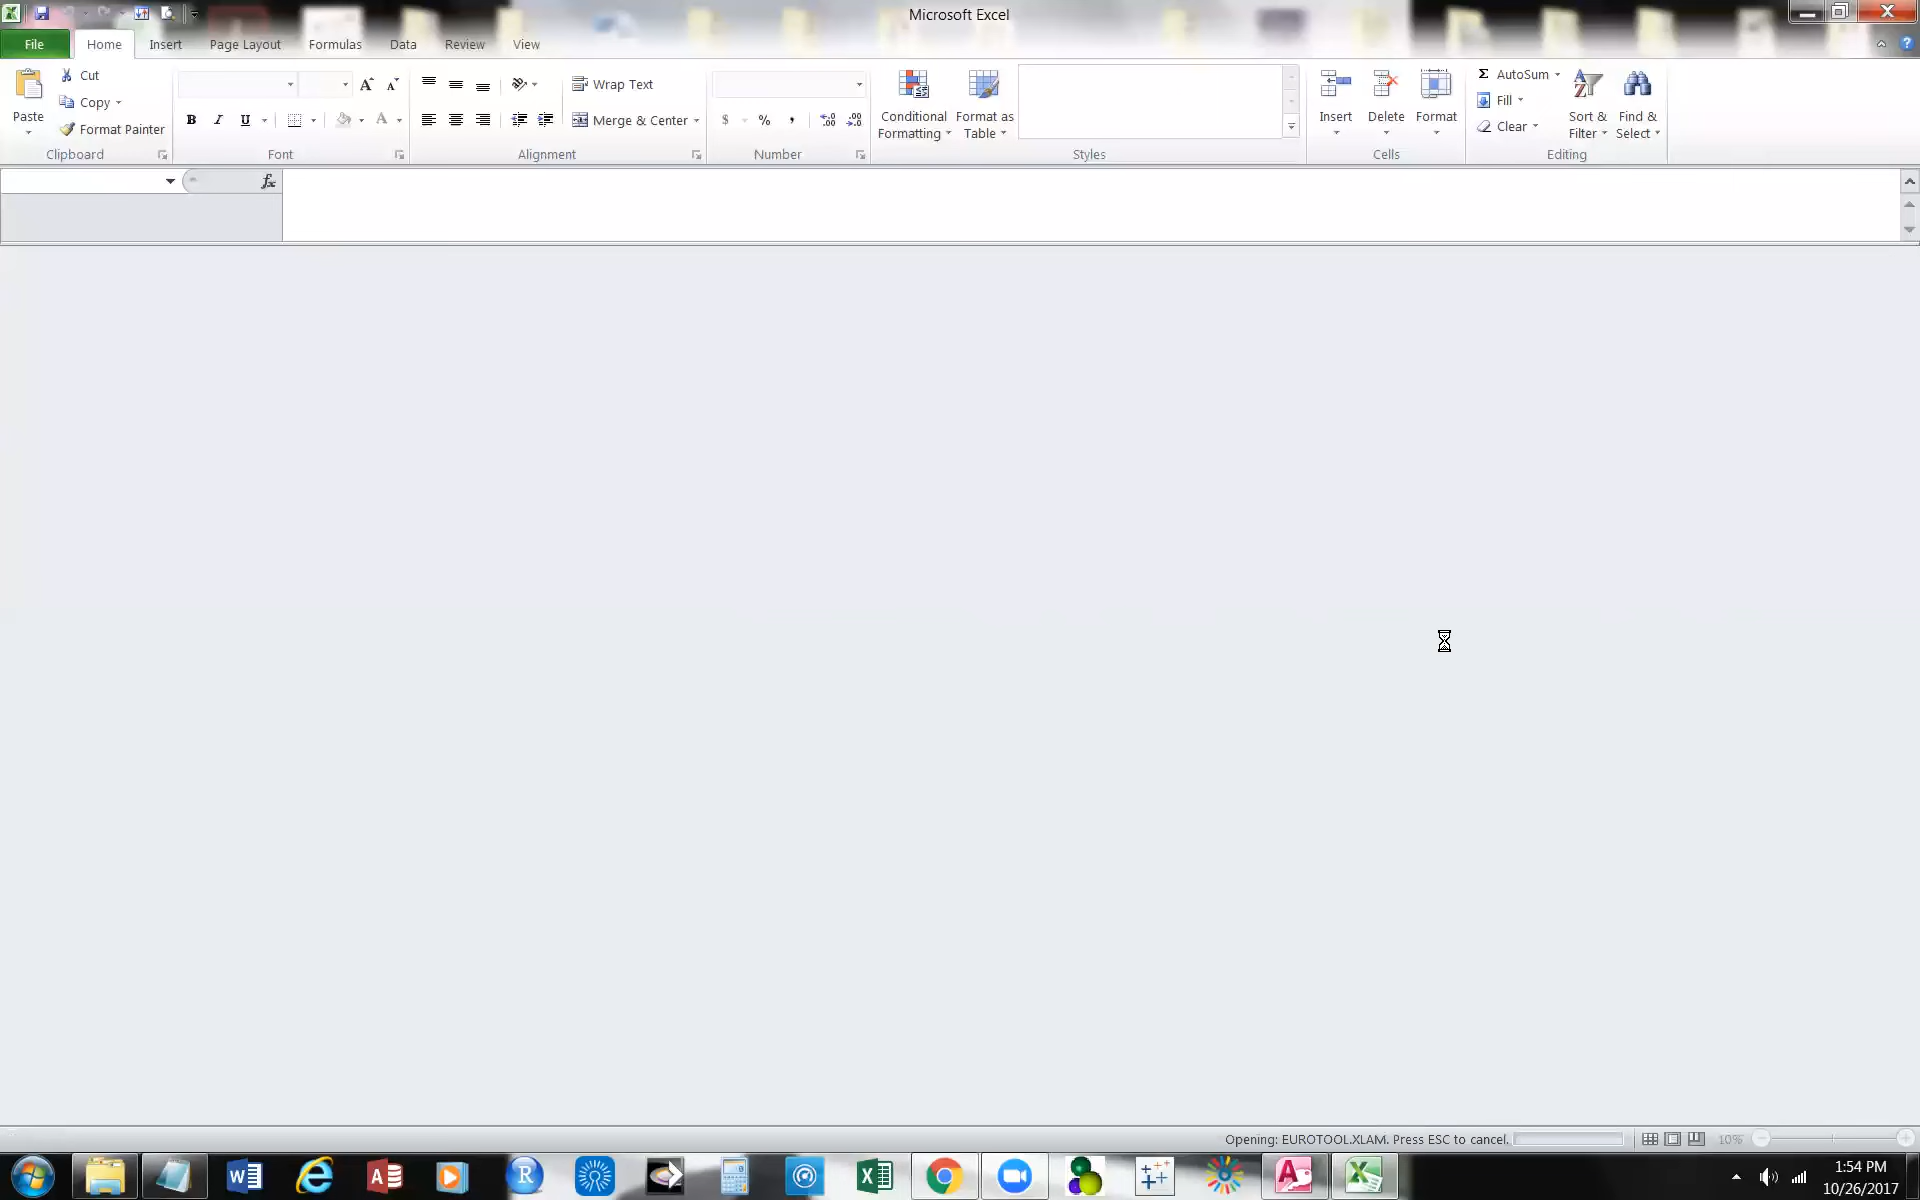 Microsoft Excel
File Home Insert Page Layout Formulas Data Review View
Paste
Cut
Copy
Format Painter
Clipboard
B I U
A
Font
Wrap Text
Merge & Center
Alignment
$ % ,
Number
Conditional Formatting
Format as Table
Styles
Insert
Delete
Format
Cells
Σ AutoSum
Fill
Clear
Sort & Filter
Find & Select
Editing
fx
Opening: EUROTOOL.XLAM. Press ESC to cancel.
10%
1:54 PM
10/26/2017